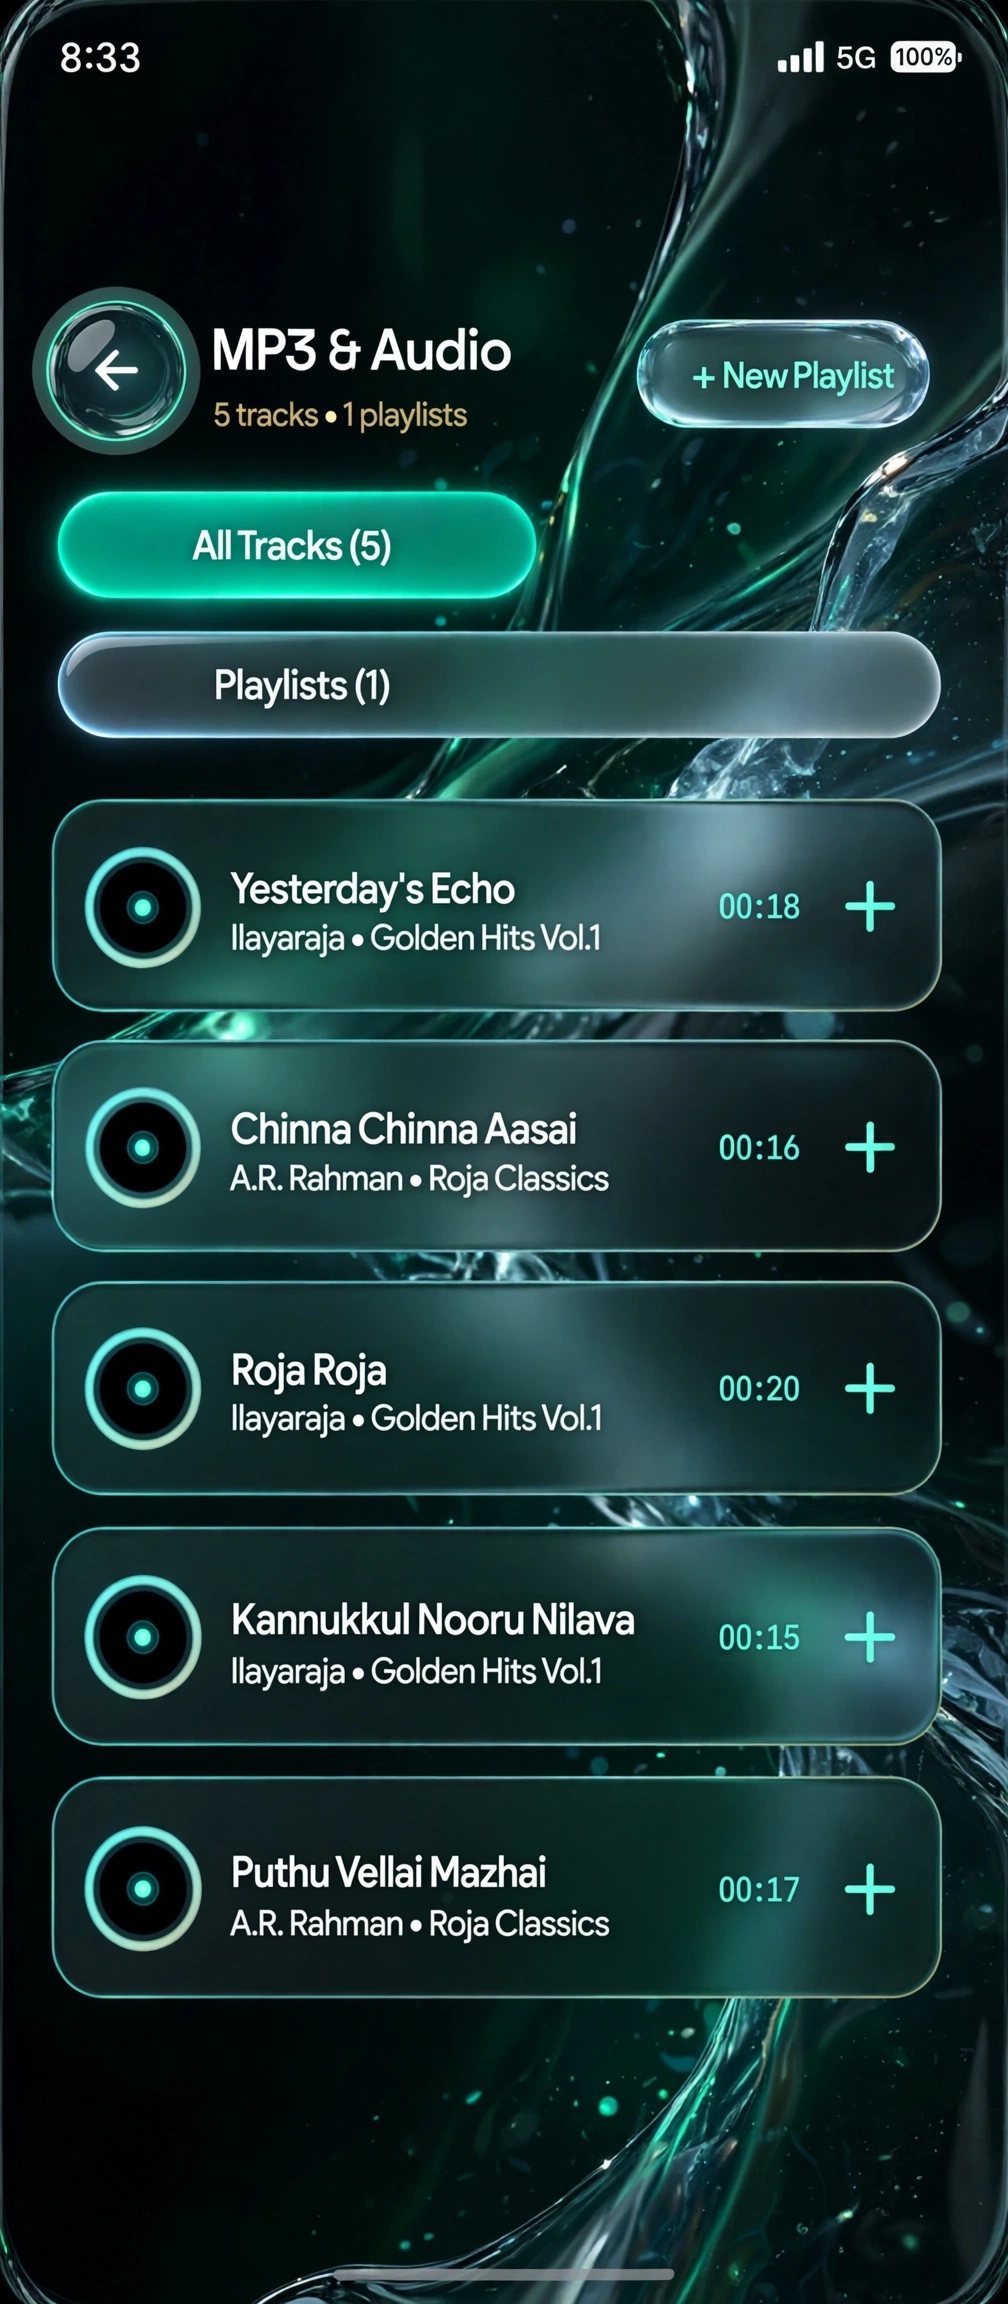 8:33 5G 100%
MP3 & Audio
5 tracks • 1 playlists
+ New Playlist
All Tracks (5)
Playlists (1)
Yesterday's Echo
Ilayaraja • Golden Hits Vol.1
00:18 +
Chinna Chinna Aasai
A.R. Rahman • Roja Classics
00:16 +
Roja Roja
Ilayaraja • Golden Hits Vol.1
00:20 +
Kannukkul Nooru Nilava
Ilayaraja • Golden Hits Vol.1
00:15 +
Puthu Vellai Mazhai
A.R. Rahman • Roja Classics
00:17 +